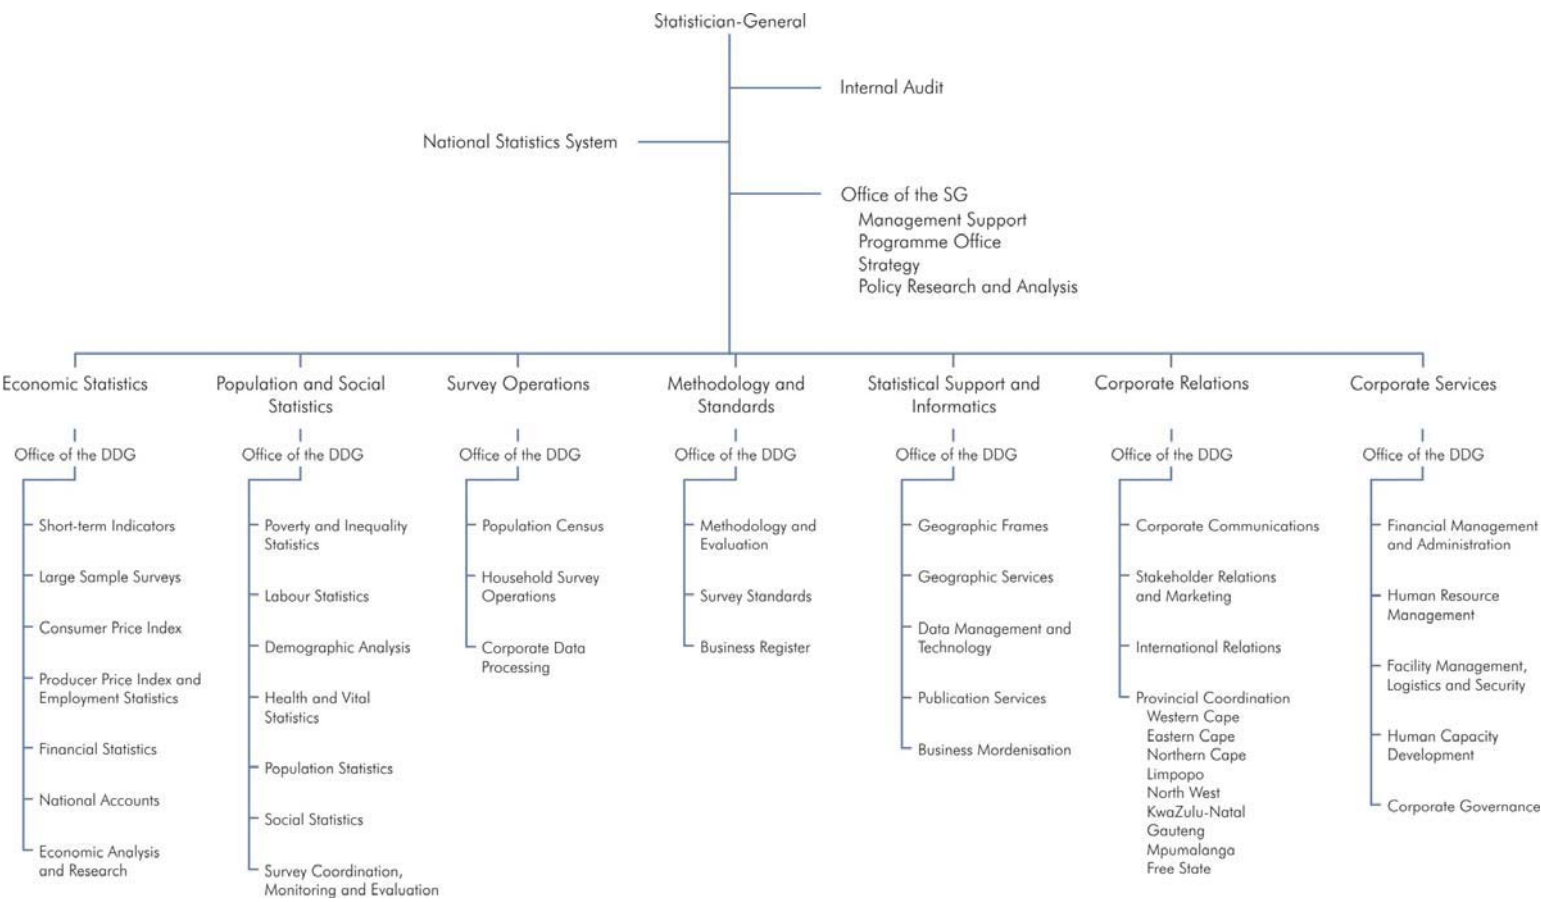 Statistician-General
Internal Audit
National Statistics System
Office of the SG
Management Support
Programme Office
Strategy
Policy Research and Analysis
Economic Statistics
Office of the DDG
Short-term Indicators
Large Sample Surveys
Consumer Price Index
Producer Price Index and
Employment Statistics
Financial Statistics
National Accounts
Economic Analysis
and Research
Population and Social
Statistics
Office of the DDG
Poverty and Inequality
Statistics
Labour Statistics
Demographic Analysis
Health and Vital
Statistics
Population Statistics
Social Statistics
Survey Coordination,
Monitoring and Evaluation
Survey Operations
Office of the DDG
Population Census
Household Survey
Operations
Corporate Data
Processing
Methodology and
Standards
Office of the DDG
Methodology and
Evaluation
Survey Standards
Business Register
Statistical Support and
Informatics
Office of the DDG
Geographic Frames
Geographic Services
Data Management and
Technology
Publication Services
Business Mordenisation
Corporate Relations
Office of the DDG
Corporate Communications
Stakeholder Relations
and Marketing
International Relations
Provincial Coordination
Western Cape
Eastern Cape
Northern Cape
Limpopo
North West
KwaZulu-Natal
Gauteng
Mpumalanga
Free State
Corporate Services
Office of the DDG
Financial Management
and Administration
Human Resource
Management
Facility Management,
Logistics and Security
Human Capacity
Development
Corporate Governance